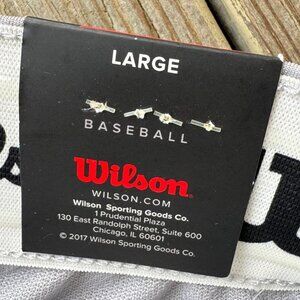 LARGE
BASEBALL
Wilson
WILSON.COM
Wilson Sporting Goods Co.
1 Prudential Plaza
130 East Randolph Street, Suite 600
Chicago, IL 60601
© 2017 Wilson Sporting Goods Co.